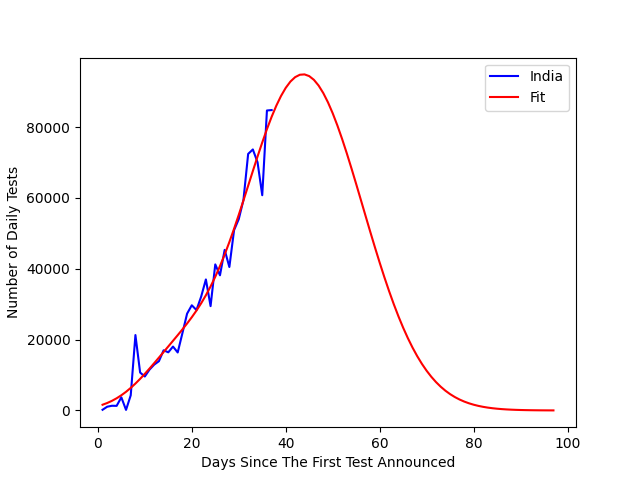 India
Fit
80000
60000
40000
20000
0
Number of Daily Tests
0 20 40 60 80 100
Days Since The First Test Announced